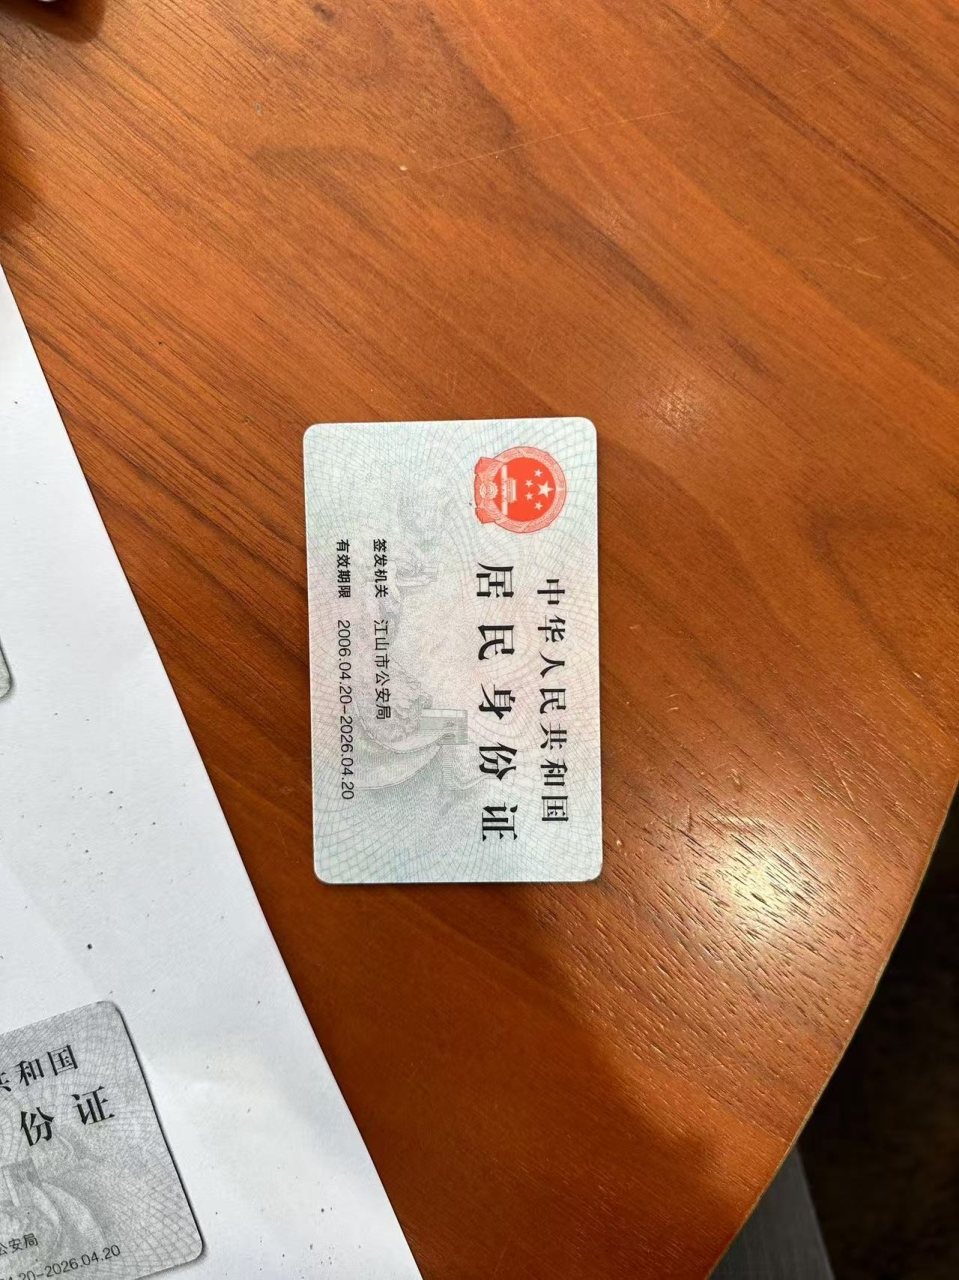 中华人民共和国
居民身份证
签发机关 江山市公安局
有效期限 2006.04.20-2026.04.20
和国
份证
公安局
.20-2026.04.20